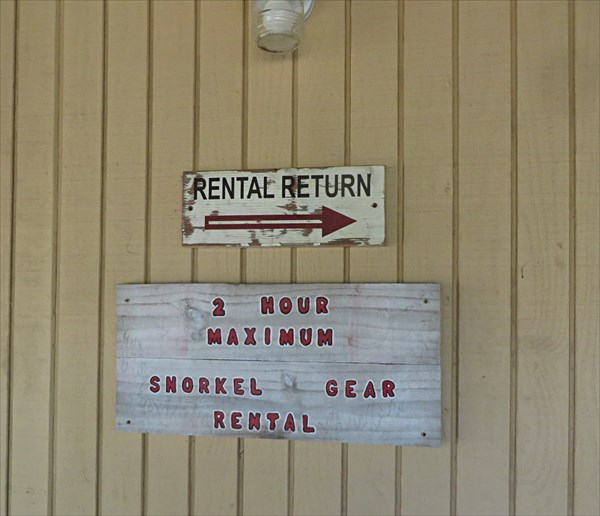 RENTAL RETURN
2 HOUR
MAXIMUM
SNORKEL GEAR
RENTAL